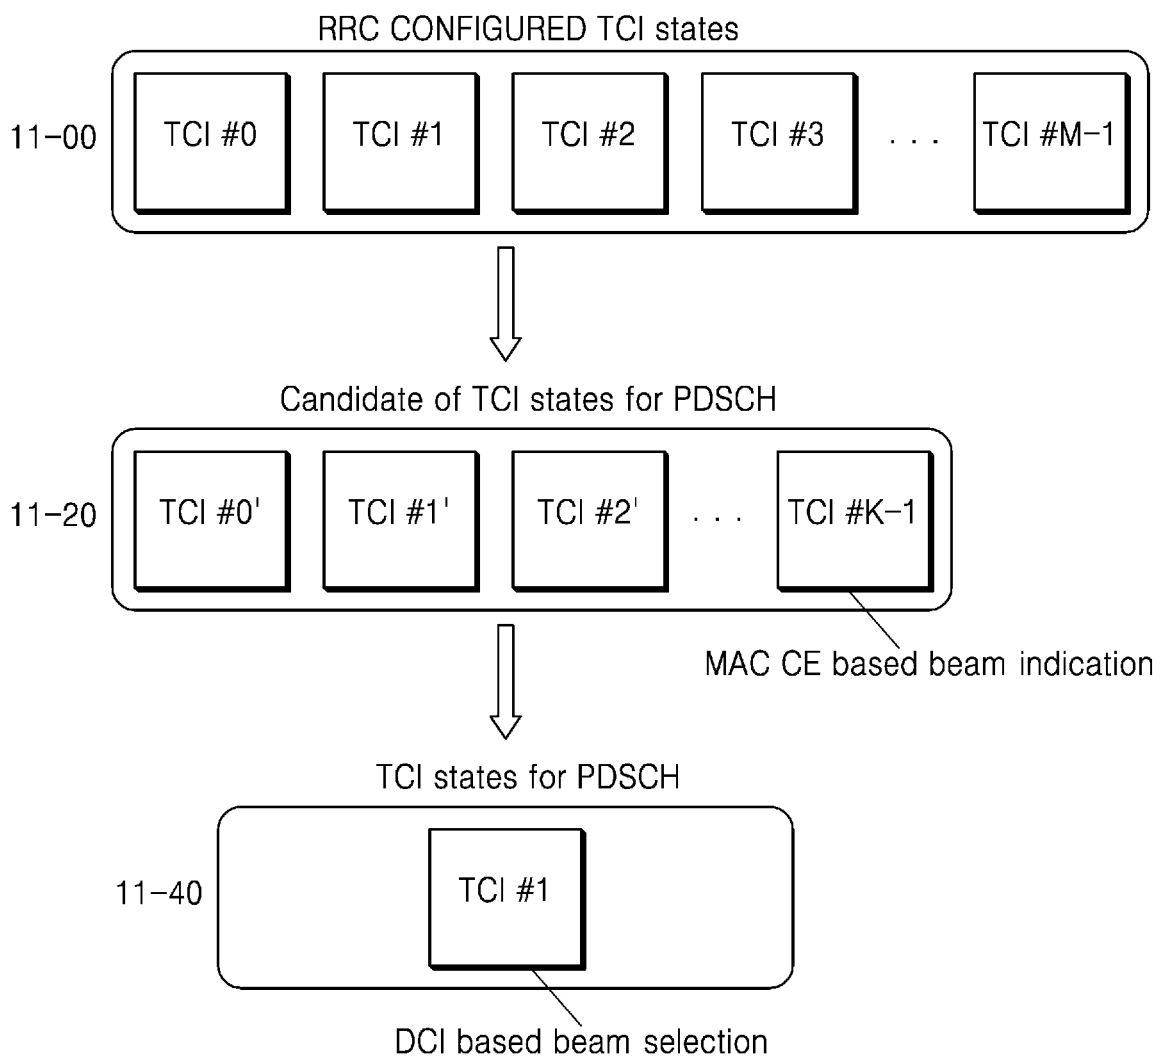 RRC CONFIGURED TCI states
11-00 TCI #0 TCI #1 TCI #2 TCI #3 . . . TCI #M-1
Candidate of TCI states for PDSCH
11-20 TCI #0' TCI #1' TCI #2' . . . TCI #K-1
MAC CE based beam indication
TCI states for PDSCH
11-40 TCI #1
DCI based beam selection